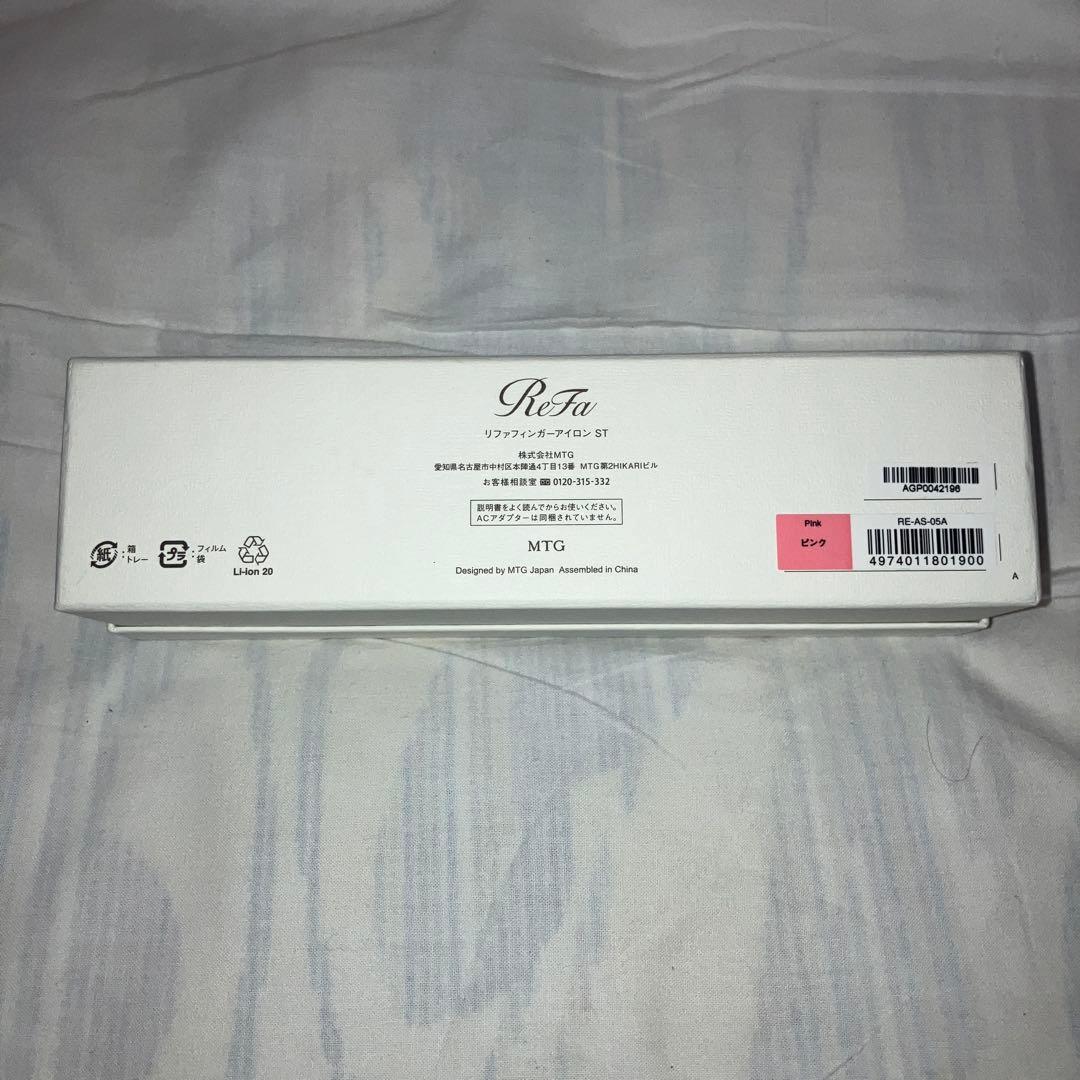 ReFa
リファフィンガーアイロン ST
株式会社MTG
愛知県名古屋市中村区本陣通4丁目13番 MTG第2HIKARIビル
お客様相談室 0120-315-332
説明書をよく読んでからお使いください。
ACアダプターは同梱されていません。
MTG
Designed by MTG Japan Assembled in China
紙 : 箱 トレー
プラ : フィルム 袋
Li-ion 20
AGP0042196
Pink
ピンク
RE-AS-05A
4974011801900
A